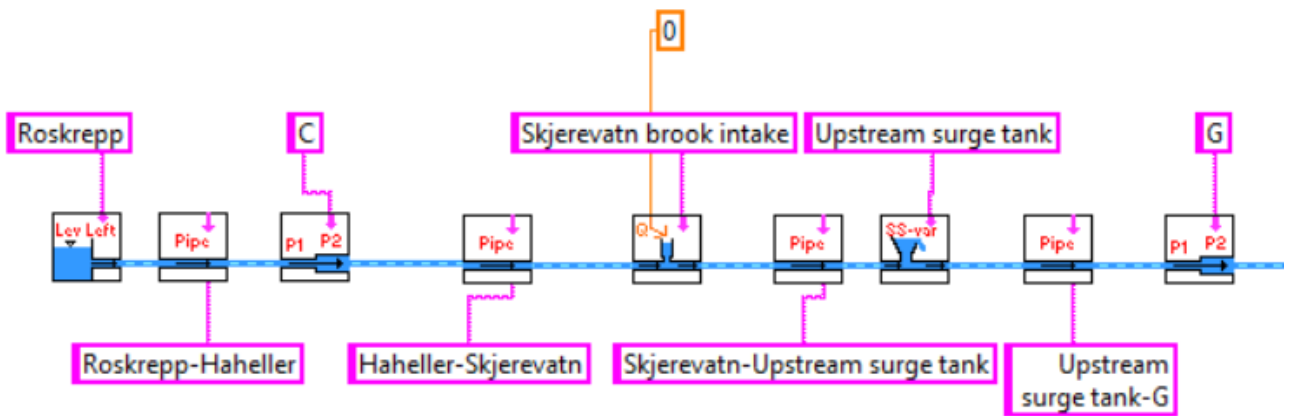 0
Roskrepp
C
Skjerevatn brook intake
Upstream surge tank
G
Lev Left
Pipe
P1 P2
Pipe
Q
Pipe
SS-var
Pipe
P1 P2
Roskrepp-Haheller
Haheller-Skjerevatn
Skjerevatn-Upstream surge tank
Upstream
surge tank-G